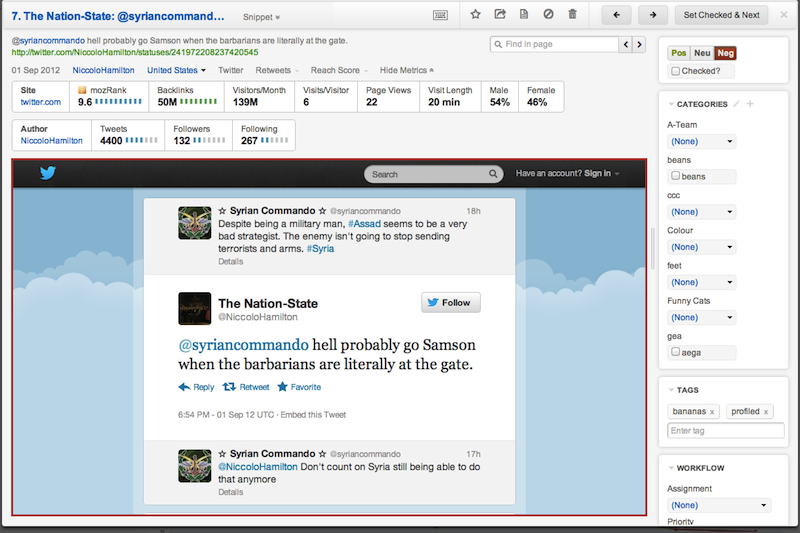 7. The Nation-State: @syriancommand…
Snippet
Set Checked & Next
@syriancommando hell probably go Samson when the barbarians are literally at the gate.
http://twitter.com/NiccoloHamilton/statuses/241972208237420545
Find in page
01 Sep 2012 NiccoloHamilton United States Twitter Retweets Reach Score Hide Metrics
Site mozRank Backlinks Visitors/Month Visits/Visitor Page Views Visit Length Male Female
twitter.com 9.6 50M 139M 6 22 20 min 54% 46%
Author Tweets Followers Following
NiccoloHamilton 4400 132 267
Search
Have an account? Sign in
☆ Syrian Commando ☆ @syriancommando 18h
Despite being a military man, #Assad seems to be a very
bad strategist. The enemy isn't going to stop sending
terrorists and arms. #Syria
Details
The Nation-State
@NiccoloHamilton
Follow
@syriancommando hell probably go Samson
when the barbarians are literally at the gate.
Reply Retweet Favorite
6:54 PM - 01 Sep 12 UTC · Embed this Tweet
☆ Syrian Commando ☆ @syriancommando 17h
@NiccoloHamilton Don't count on Syria still being able to do
that anymore
Details
Pos Neu Neg
Checked?
CATEGORIES
A-Team
(None)
beans
beans
ccc
(None)
Colour
(None)
feet
(None)
Funny Cats
(None)
gea
aega
TAGS
bananas x profiled x
Enter tag
WORKFLOW
Assignment
(None)
Priority